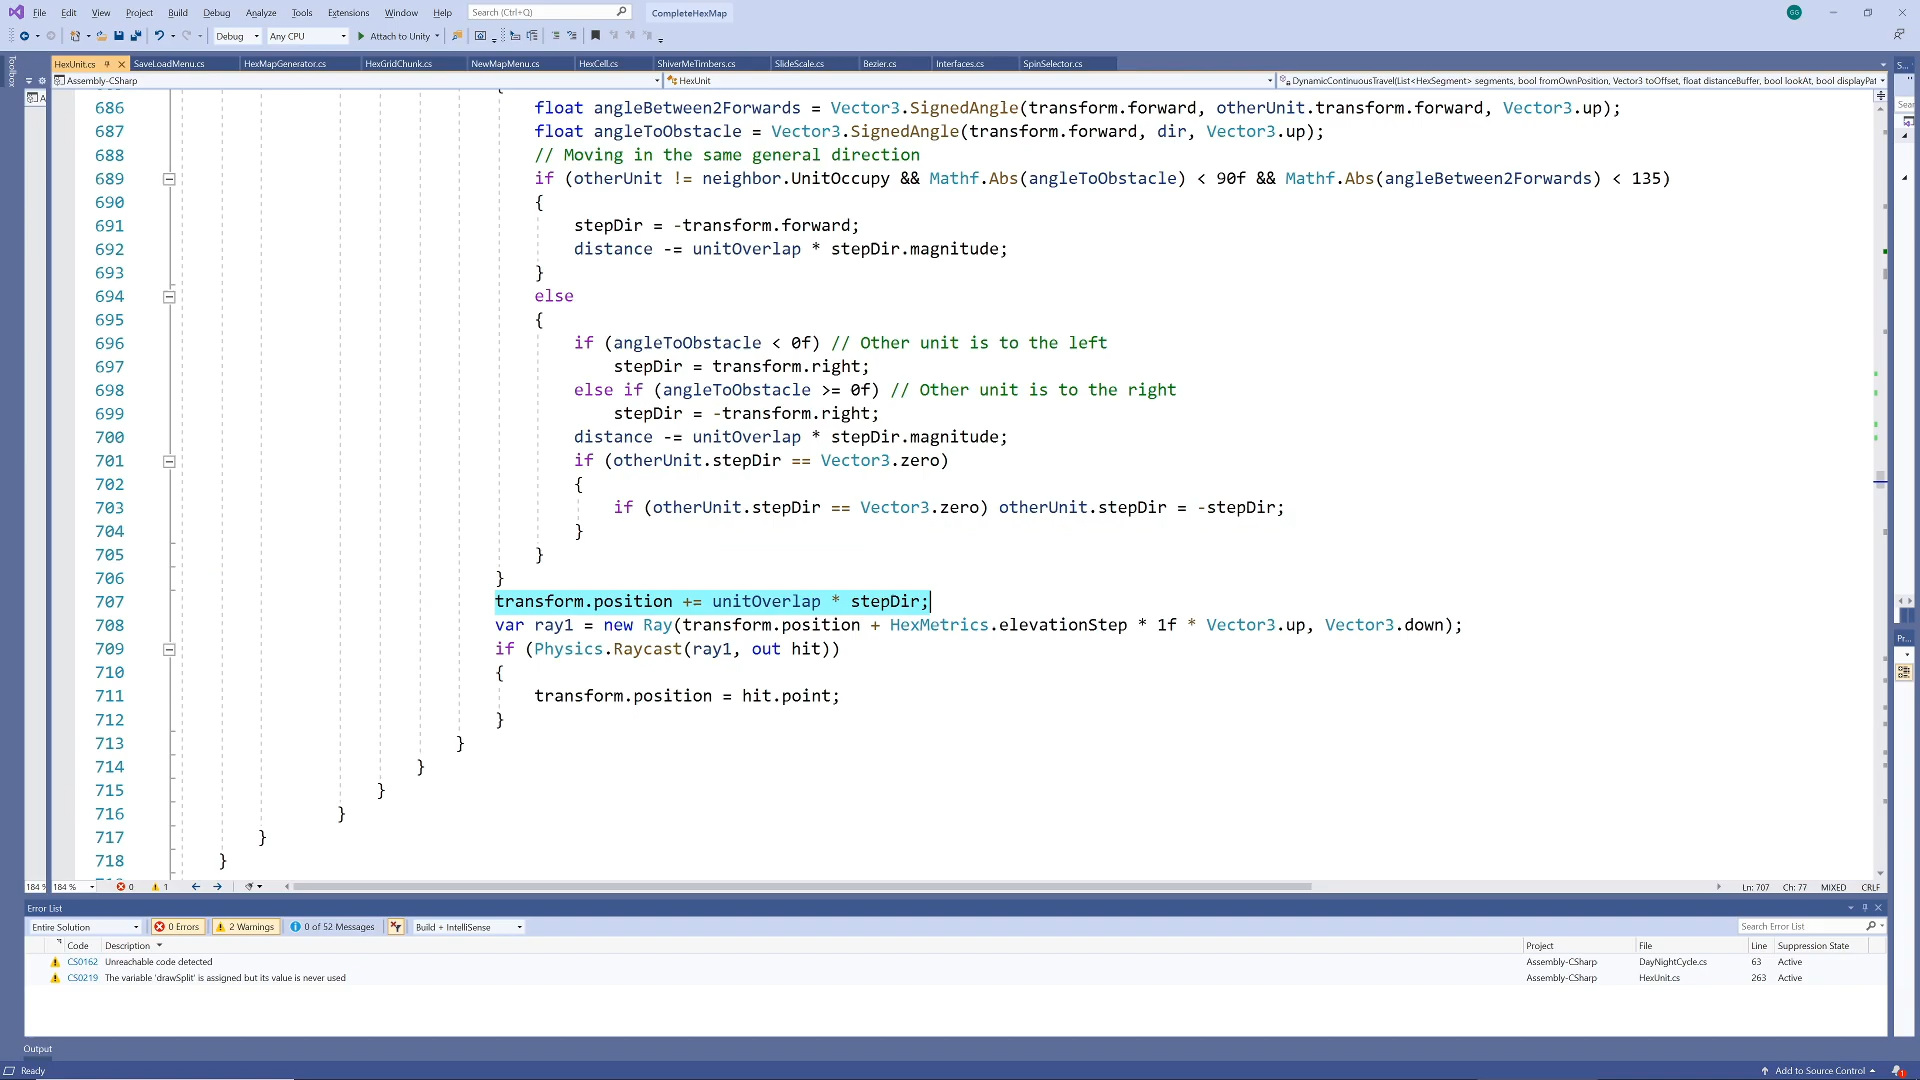 File Edit View Project Build Debug Analyze Tools Extensions Window Help Search (Ctrl+Q) CompleteHexMap GG
Debug Any CPU Attach to Unity
Toolbox
HexUnit.cs SaveLoadMenu.cs HexMapGenerator.cs HexGridChunk.cs NewMapMenu.cs HexCell.cs ShiverMeTimbers.cs SlideScale.cs Bezier.cs Interfaces.cs SpinSelector.cs
Assembly-CSharp HexUnit DynamicContinuousTravel(List<HexSegment> segments, bool fromOwnPosition, Vector3 toOffset, float distanceBuffer, bool lookAt, bool displayPat
686 float angleBetween2Forwards = Vector3.SignedAngle(transform.forward, otherUnit.transform.forward, Vector3.up);
687 float angleToObstacle = Vector3.SignedAngle(transform.forward, dir, Vector3.up);
688 // Moving in the same general direction
689 if (otherUnit != neighbor.UnitOccupy && Mathf.Abs(angleToObstacle) < 90f && Mathf.Abs(angleBetween2Forwards) < 135)
690 {
691 stepDir = -transform.forward;
692 distance -= unitOverlap * stepDir.magnitude;
693 }
694 else
695 {
696 if (angleToObstacle < 0f) // Other unit is to the left
697 stepDir = transform.right;
698 else if (angleToObstacle >= 0f) // Other unit is to the right
699 stepDir = -transform.right;
700 distance -= unitOverlap * stepDir.magnitude;
701 if (otherUnit.stepDir == Vector3.zero)
702 {
703 if (otherUnit.stepDir == Vector3.zero) otherUnit.stepDir = -stepDir;
704 }
705 }
706 }
707 transform.position += unitOverlap * stepDir;
708 var ray1 = new Ray(transform.position + HexMetrics.elevationStep * 1f * Vector3.up, Vector3.down);
709 if (Physics.Raycast(ray1, out hit))
710 {
711 transform.position = hit.point;
712 }
713 }
714 }
715 }
716 }
717 }
718 }
184 % 184 % 0 1 Ln: 707 Ch: 77 MIXED CRLF
Error List
Entire Solution 0 Errors 2 Warnings 0 of 52 Messages Build + IntelliSense Search Error List
Code Description Project File Line Suppression State
CS0162 Unreachable code detected Assembly-CSharp DayNightCycle.cs 63 Active
CS0219 The variable 'drawSplit' is assigned but its value is never used Assembly-CSharp HexUnit.cs 263 Active
Output
Ready Add to Source Control 1